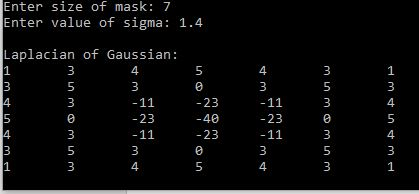 Enter size of mask: 7
Enter value of sigma: 1.4
Laplacian of Gaussian:
1 3 4 5 4 3 1
3 5 3 0 3 5 3
4 3 -11 -23 -11 3 4
5 0 -23 -40 -23 0 5
4 3 -11 -23 -11 3 4
3 5 3 0 3 5 3
1 3 4 5 4 3 1